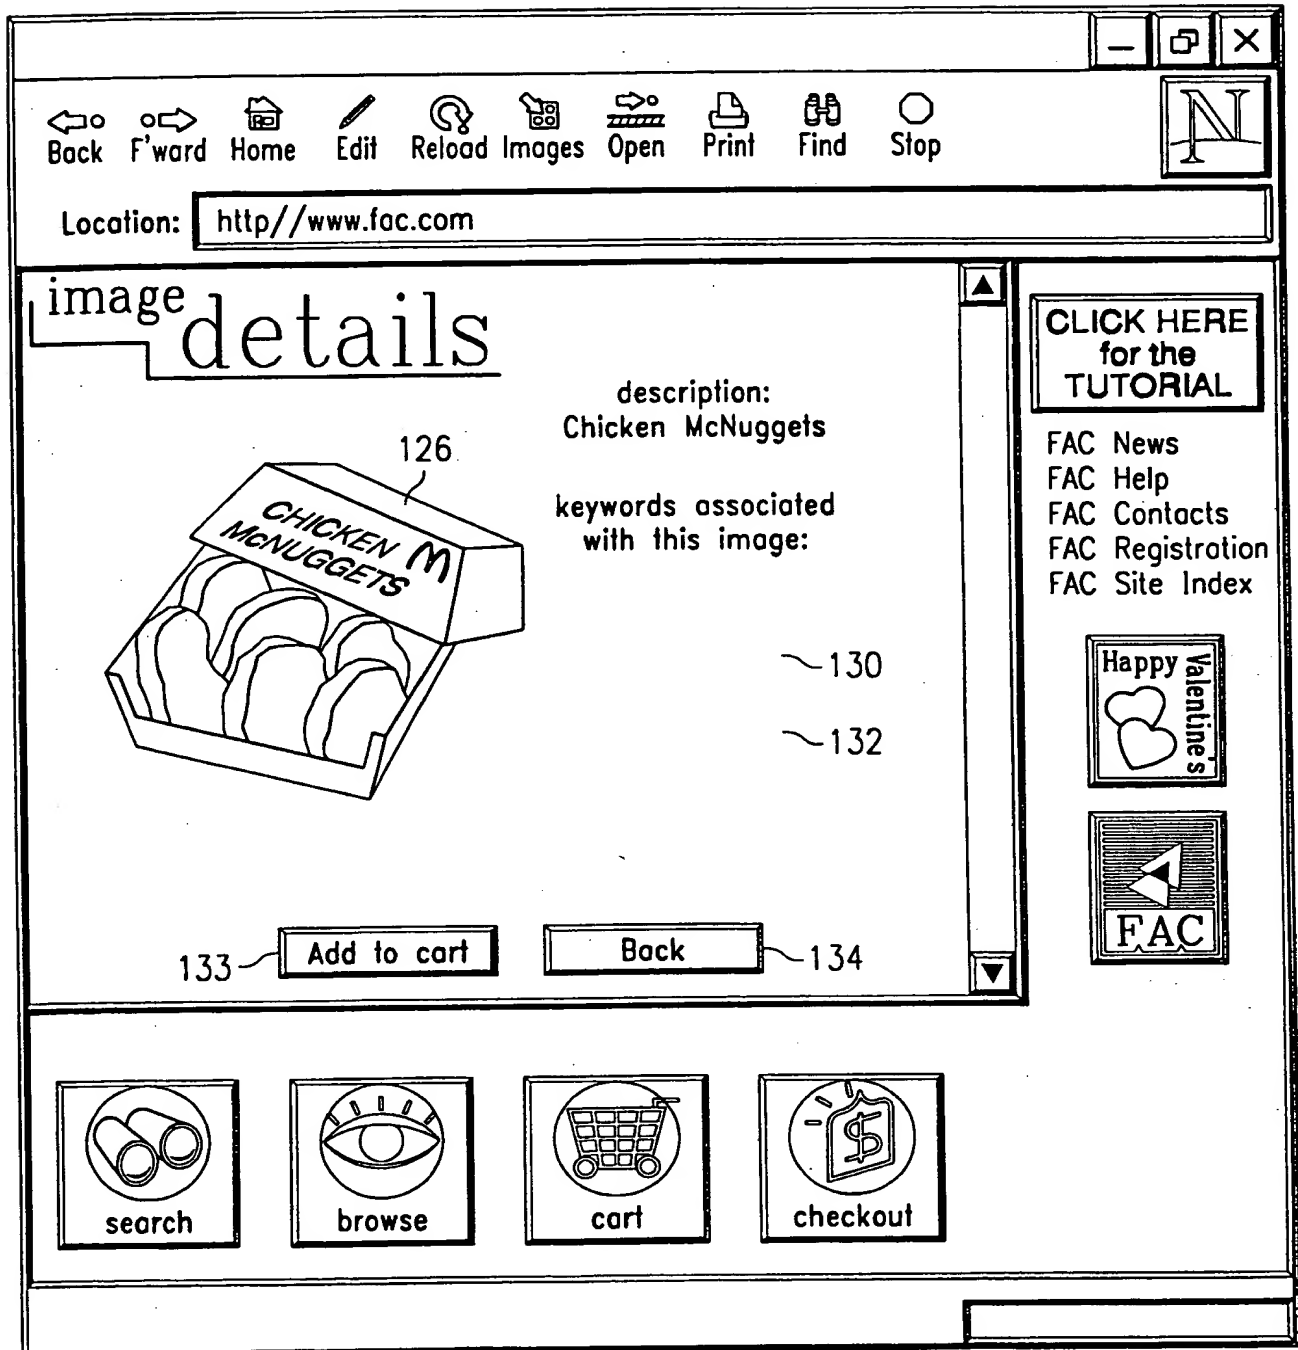 Back F'ward Home Edit Reload Images Open Print Find Stop
N
Location: http//www.fac.com
image
details
description:
Chicken McNuggets
126
CHICKEN
McNUGGETS
M
keywords associated
with this image:
130
132
133 Add to cart Back 134
CLICK HERE
for the
TUTORIAL
FAC News
FAC Help
FAC Contacts
FAC Registration
FAC Site Index
Happy
Valentine's
FAC
search browse cart checkout
$